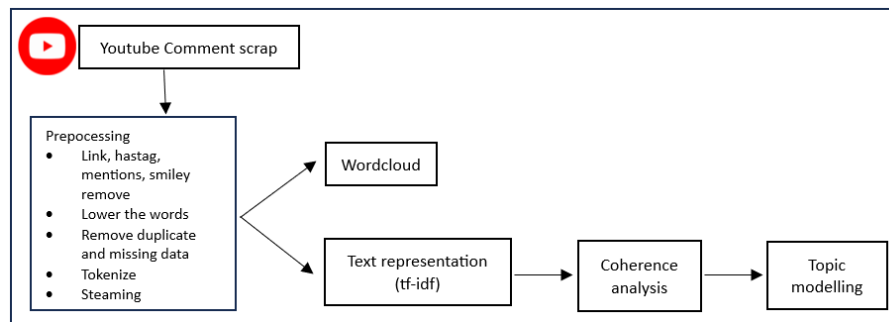 Youtube Comment scrap
Prepocessing
• Link, hastag,
mentions, smiley
remove
• Lower the words
• Remove duplicate
and missing data
• Tokenize
• Steaming
Wordcloud
Text representation
(tf-idf)
Coherence
analysis
Topic
modelling